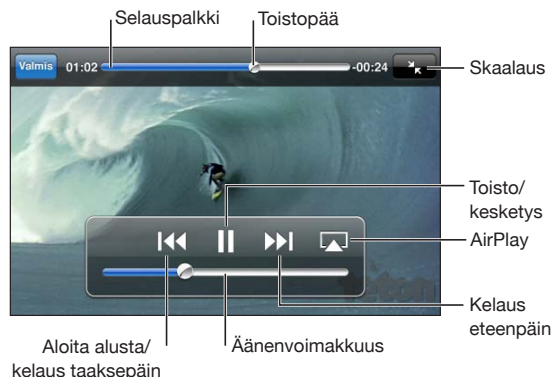 Selauspalkki
Toistopää
Valmis
01:02
-00:24
Skaalaus
Toisto/
kesketys
AirPlay
Kelaus
eteenpäin
Äänenvoimakkuus
Aloita alusta/
kelaus taaksepäin